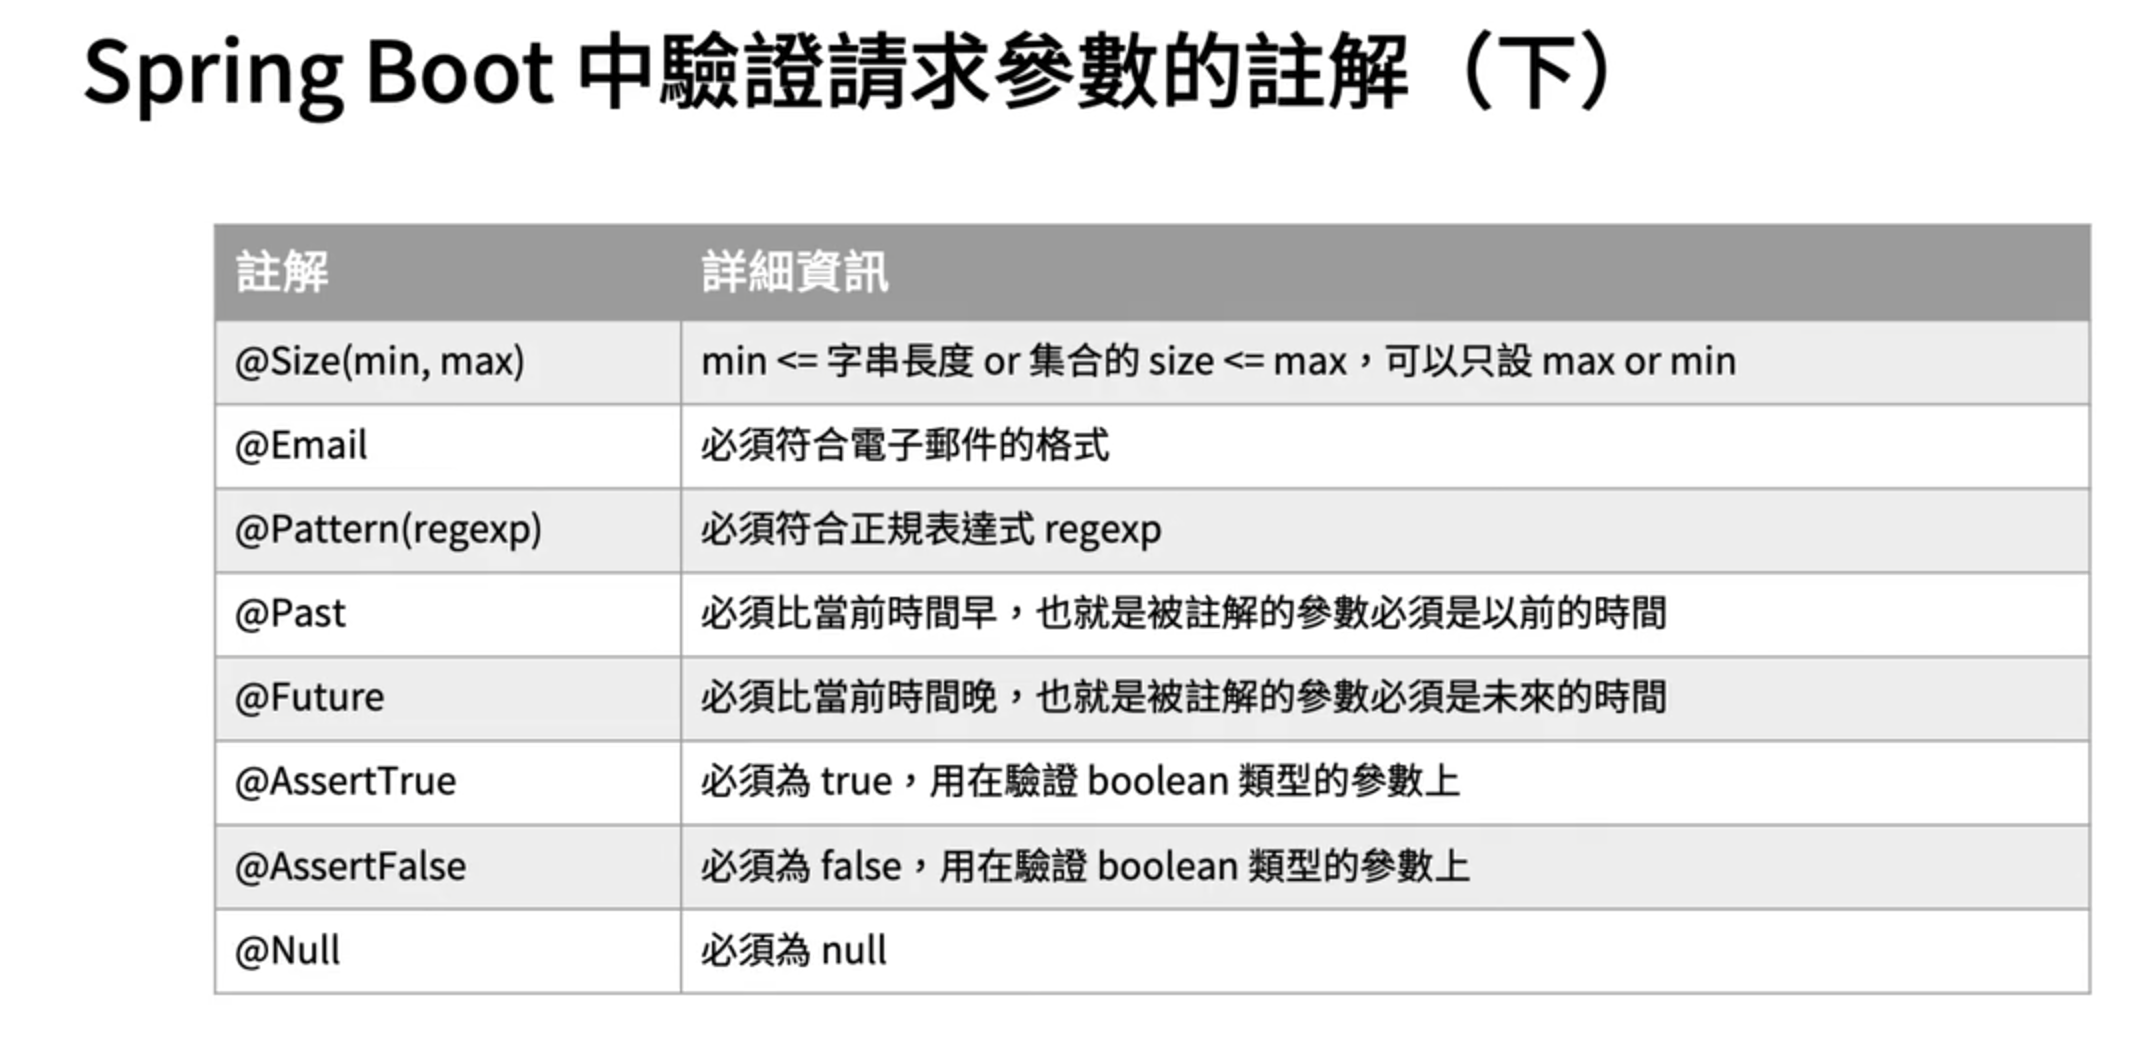 Spring Boot 中驗證請求參數的註解（下）
註解 詳細資訊
@Size(min, max) min <= 字串長度 or 集合的 size <= max，可以只設 max or min
@Email 必須符合電子郵件的格式
@Pattern(regexp) 必須符合正規表達式 regexp
@Past 必須比當前時間早，也就是被註解的參數必須是以前的時間
@Future 必須比當前時間晚，也就是被註解的參數必須是未來的時間
@AssertTrue 必須為 true，用在驗證 boolean 類型的參數上
@AssertFalse 必須為 false，用在驗證 boolean 類型的參數上
@Null 必須為 null